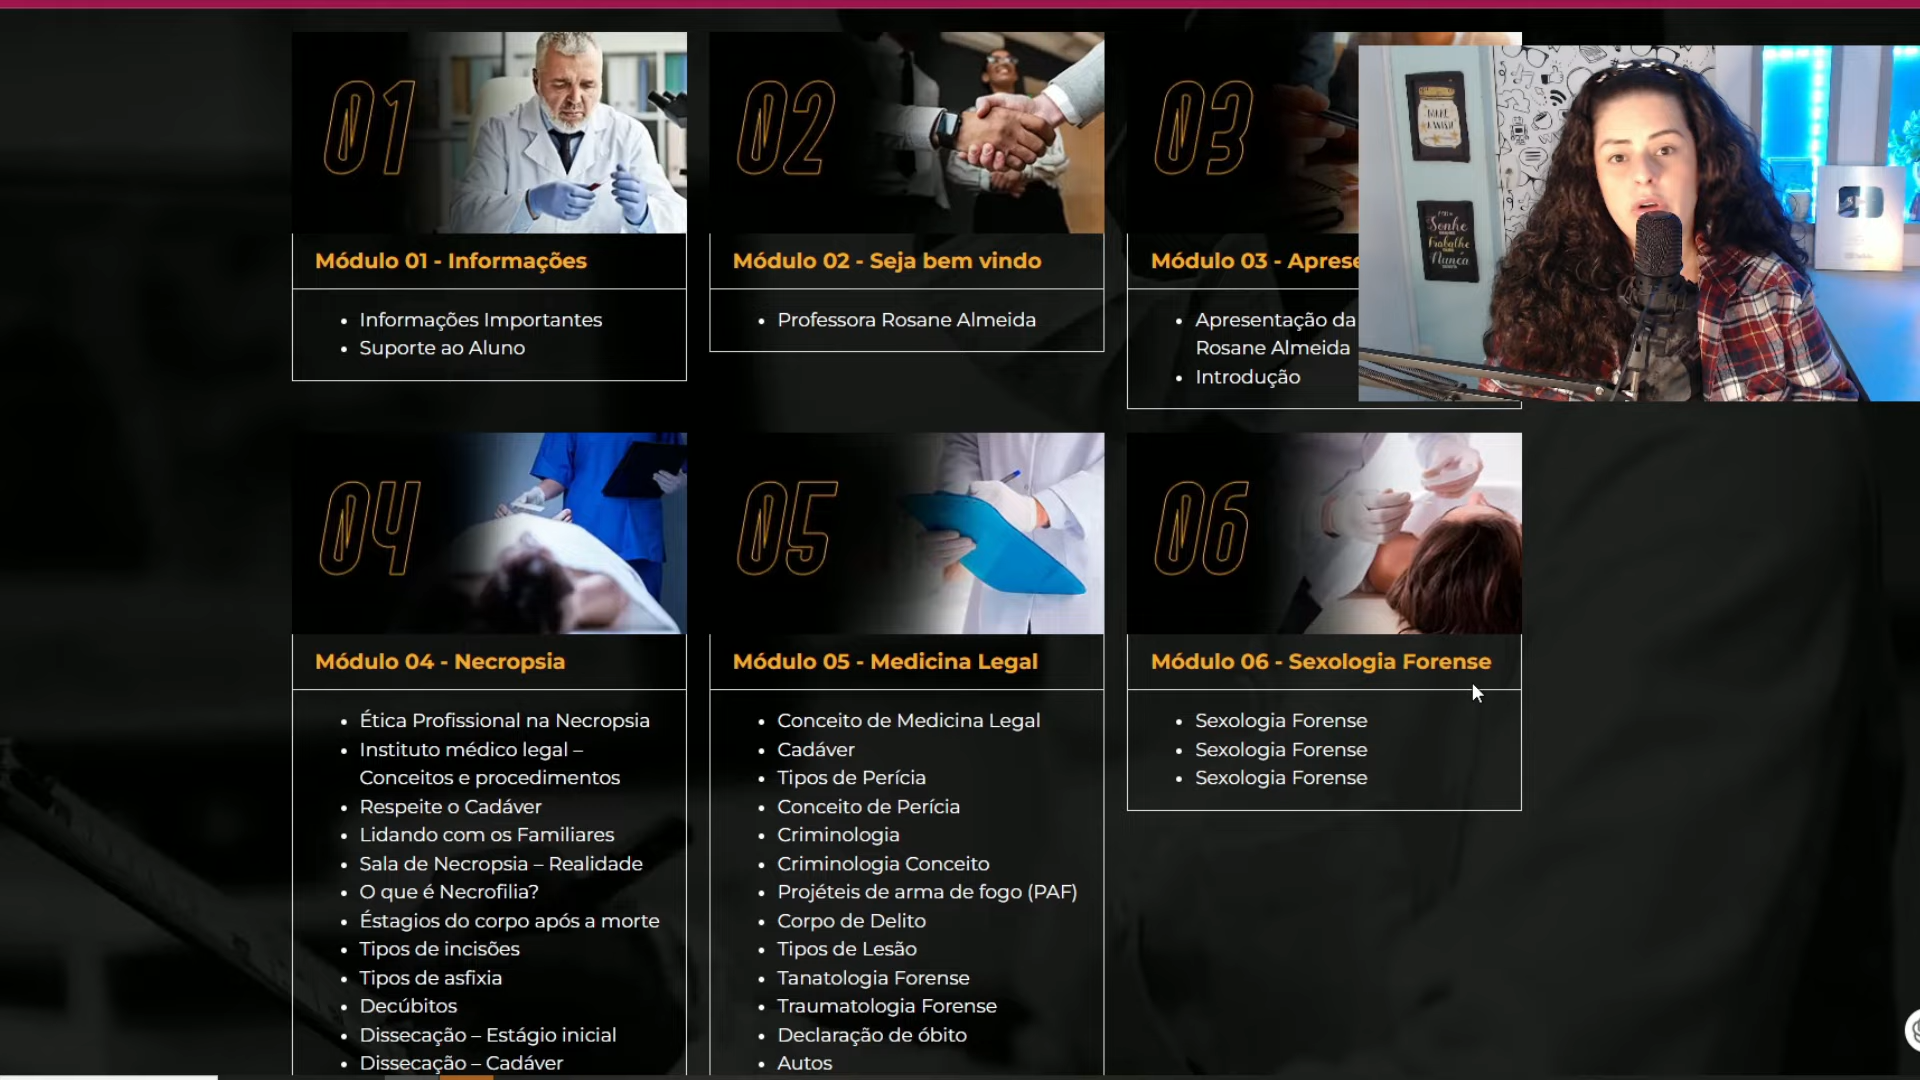 01
Módulo 01 - Informações
Informações Importantes
Suporte ao Aluno
02
Módulo 02 - Seja bem vindo
Professora Rosane Almeida
03
Módulo 03 - Aprese
Apresentação da
Rosane Almeida
Introdução
Sonhe
Trabalhe
Nunca
04
Módulo 04 - Necropsia
Ética Profissional na Necropsia
Instituto médico legal –
Conceitos e procedimentos
Respeite o Cadáver
Lidando com os Familiares
Sala de Necropsia – Realidade
O que é Necrofilia?
Éstagios do corpo após a morte
Tipos de incisões
Tipos de asfixia
Decúbitos
Dissecação – Estágio inicial
Dissecação – Cadáver
05
Módulo 05 - Medicina Legal
Conceito de Medicina Legal
Cadáver
Tipos de Perícia
Conceito de Perícia
Criminologia
Criminologia Conceito
Projéteis de arma de fogo (PAF)
Corpo de Delito
Tipos de Lesão
Tanatologia Forense
Traumatologia Forense
Declaração de óbito
Autos
06
Módulo 06 - Sexologia Forense
Sexologia Forense
Sexologia Forense
Sexologia Forense